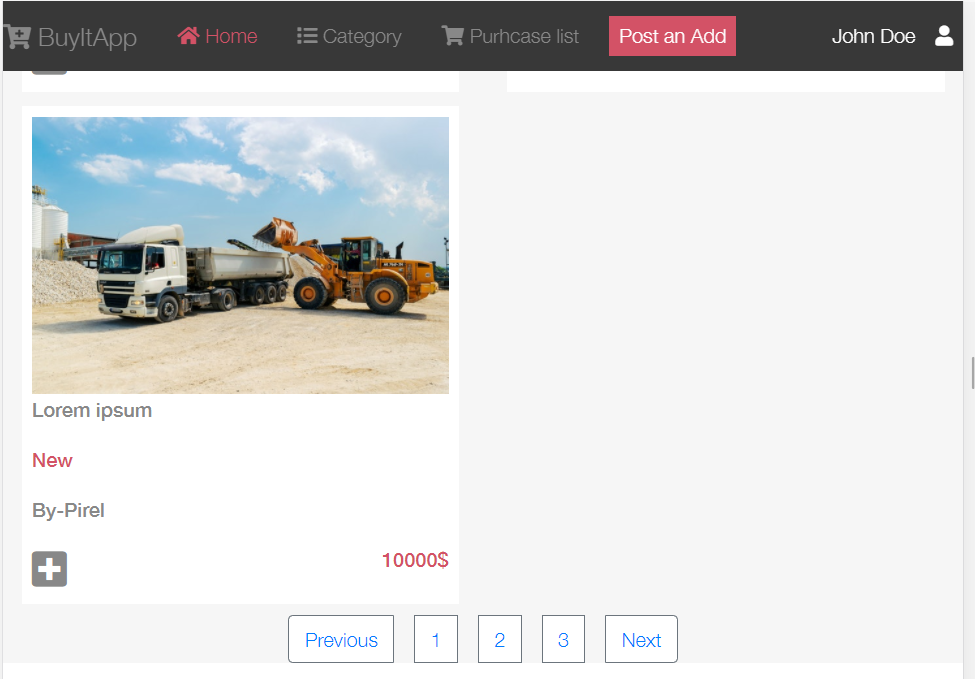 BuyItApp Home Category Purhcase list Post an Add John Doe
Lorem ipsum
New
By-Pirel
10000$
Previous 1 2 3 Next